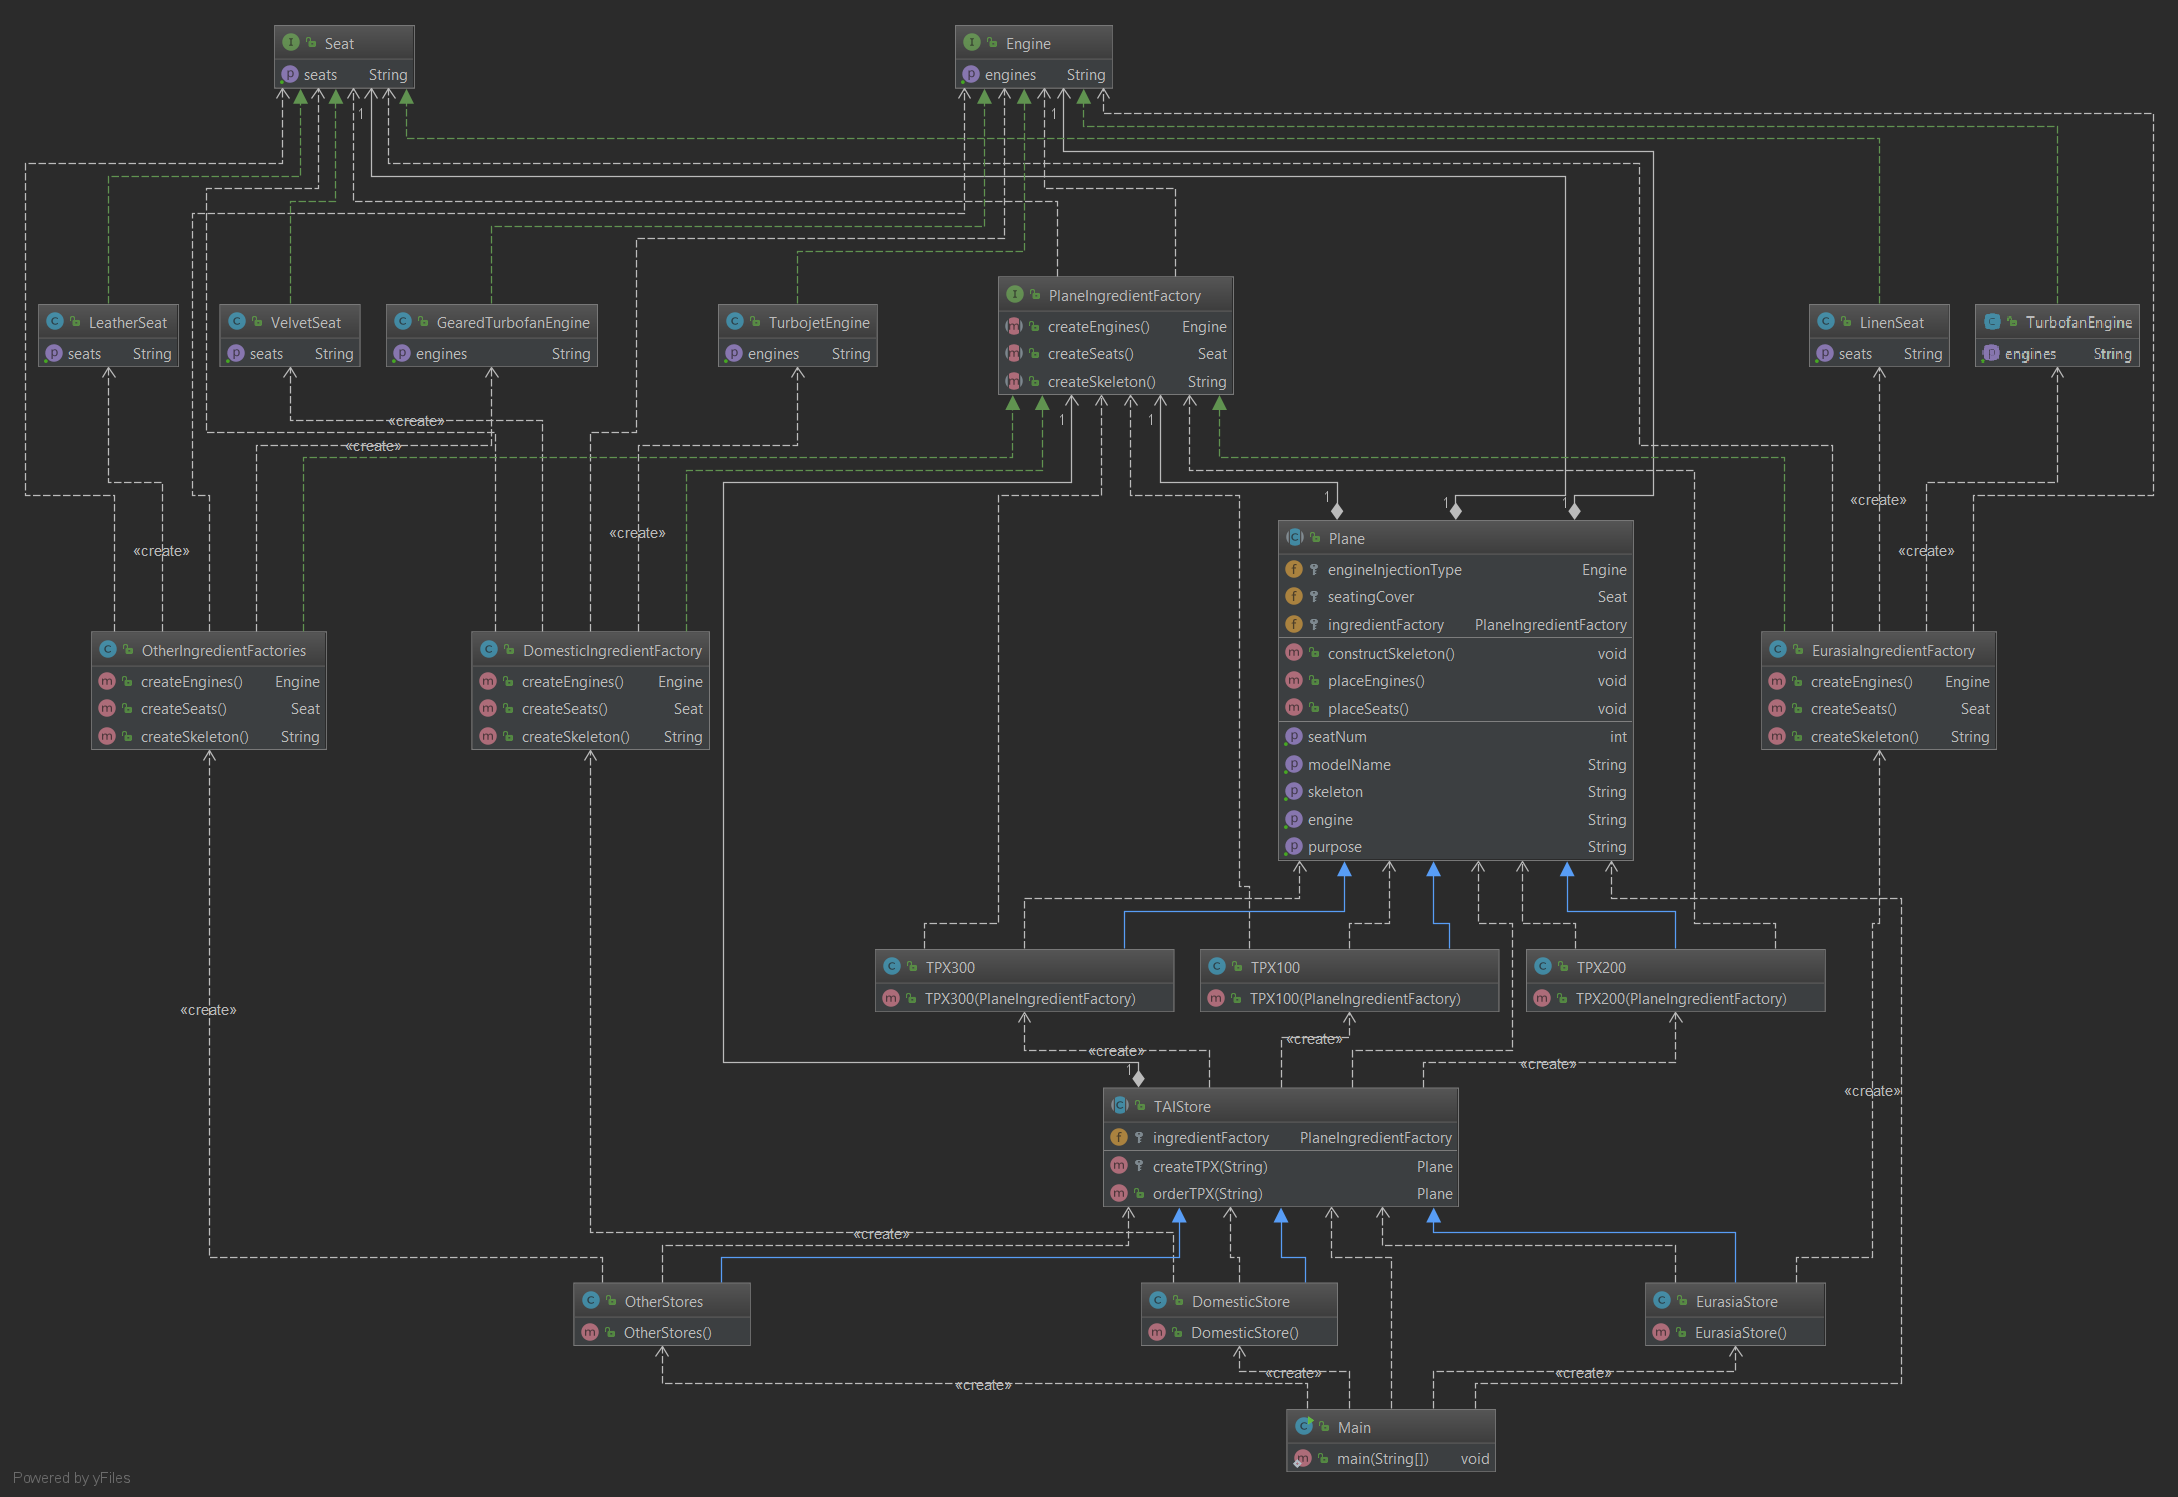 Seat
seats String
Engine
engines String
1
1
LeatherSeat
seats String
VelvetSeat
seats String
GearedTurbofanEngine
engines String
TurbojetEngine
engines String
PlaneIngredientFactory
createEngines() Engine
createSeats() Seat
createSkeleton() String
LinenSeat
seats String
TurbofanEngine
engines String
«create»
«create»
1
1
«create»
«create»
«create»
«create»
1
1
1
Plane
engineInjectionType Engine
seatingCover Seat
ingredientFactory PlaneIngredientFactory
constructSkeleton() void
placeEngines() void
placeSeats() void
seatNum int
modelName String
skeleton String
engine String
purpose String
OtherIngredientFactories
createEngines() Engine
createSeats() Seat
createSkeleton() String
DomesticIngredientFactory
createEngines() Engine
createSeats() Seat
createSkeleton() String
EurasiaIngredientFactory
createEngines() Engine
createSeats() Seat
createSkeleton() String
TPX300
TPX300(PlaneIngredientFactory)
TPX100
TPX100(PlaneIngredientFactory)
TPX200
TPX200(PlaneIngredientFactory)
«create»
«create»
«create»
«create»
«create»
1
TAIStore
ingredientFactory PlaneIngredientFactory
createTPX(String) Plane
orderTPX(String) Plane
«create»
OtherStores
OtherStores()
DomesticStore
DomesticStore()
EurasiaStore
EurasiaStore()
«create»
«create»
«create»
Main
main(String[]) void
Powered by yFiles